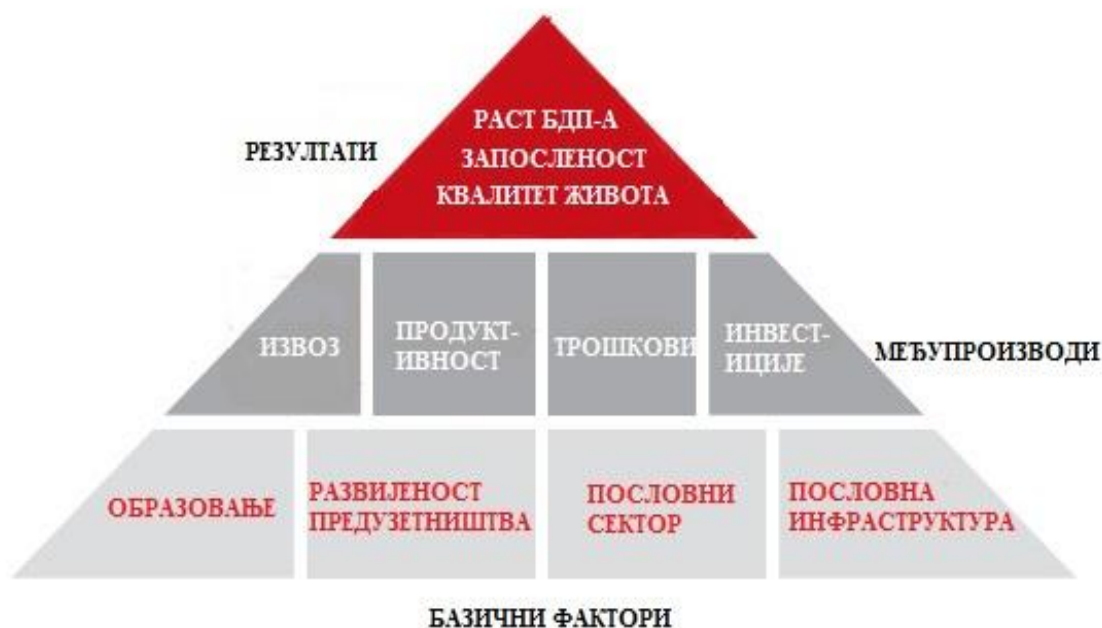 РАСТ БДП-А
ЗАПОСЛЕНОСТ
КВАЛИТЕТ ЖИВОТА
РЕЗУЛТАТИ
ИЗВОЗ
ПРОДУКТ-
ИВНОСТ
ТРОШКОВИ
ИНВЕСТ-
ИЦИЈЕ
МЕЂУПРОИЗВОДИ
ОБРАЗОВАЊЕ
РАЗВИЈЕНОСТ
ПРЕДУЗЕТНИШТВА
ПОСЛОВНИ
СЕКТОР
ПОСЛОВНА
ИНФРАСТРУКТУРА
БАЗИЧНИ ФАКТОРИ